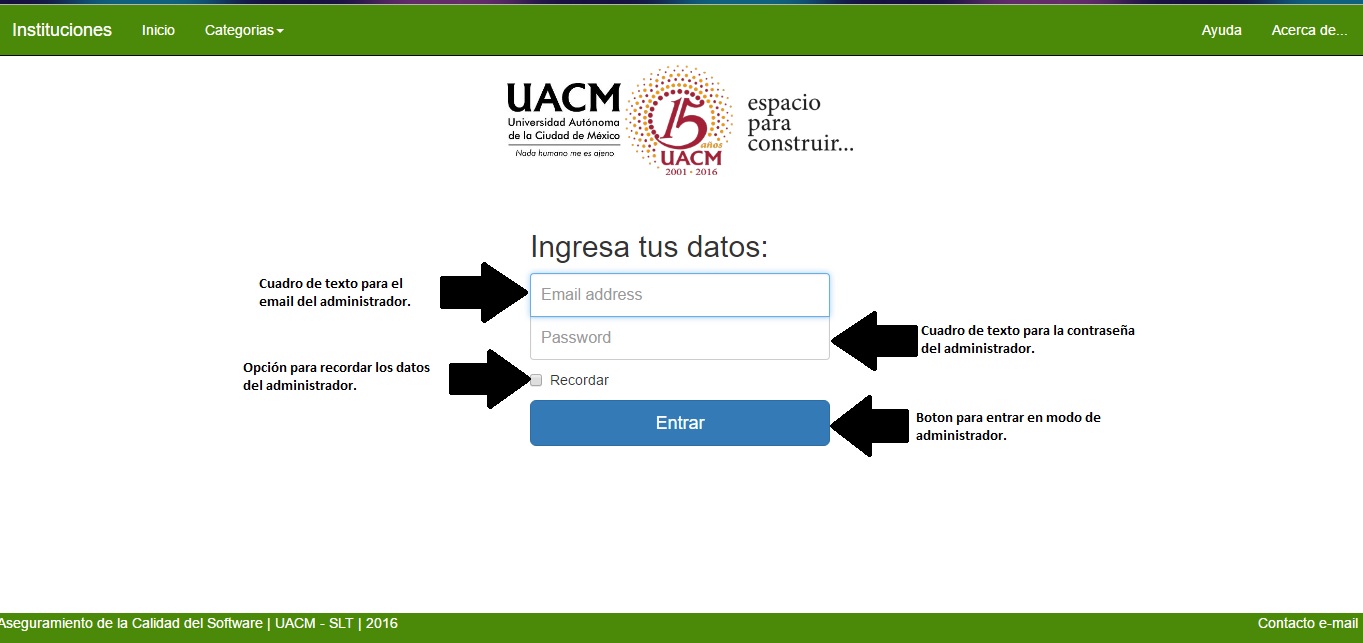 Instituciones Inicio Categorias Ayuda Acerca de...
UACM
Universidad Autónoma
de la Ciudad de México
Nada humano me es ajeno
15
años
UACM
2001 - 2016
espacio
para
construir...
Ingresa tus datos:
Cuadro de texto para el
email del administrador.
Email address
Password
Cuadro de texto para la contraseña
del administrador.
Opción para recordar los datos
del administrador.
Recordar
Entrar
Boton para entrar en modo de
administrador.
Aseguramiento de la Calidad del Software | UACM - SLT | 2016 Contacto e-mail